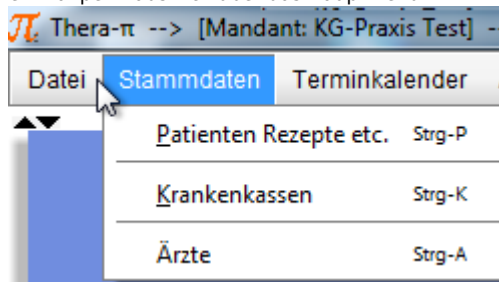 Thera-π --> [Mandant: KG-Praxis Test]
Datei Stammdaten Terminkalender
Patienten Rezepte etc. Strg-P
Krankenkassen Strg-K
Ärzte Strg-A